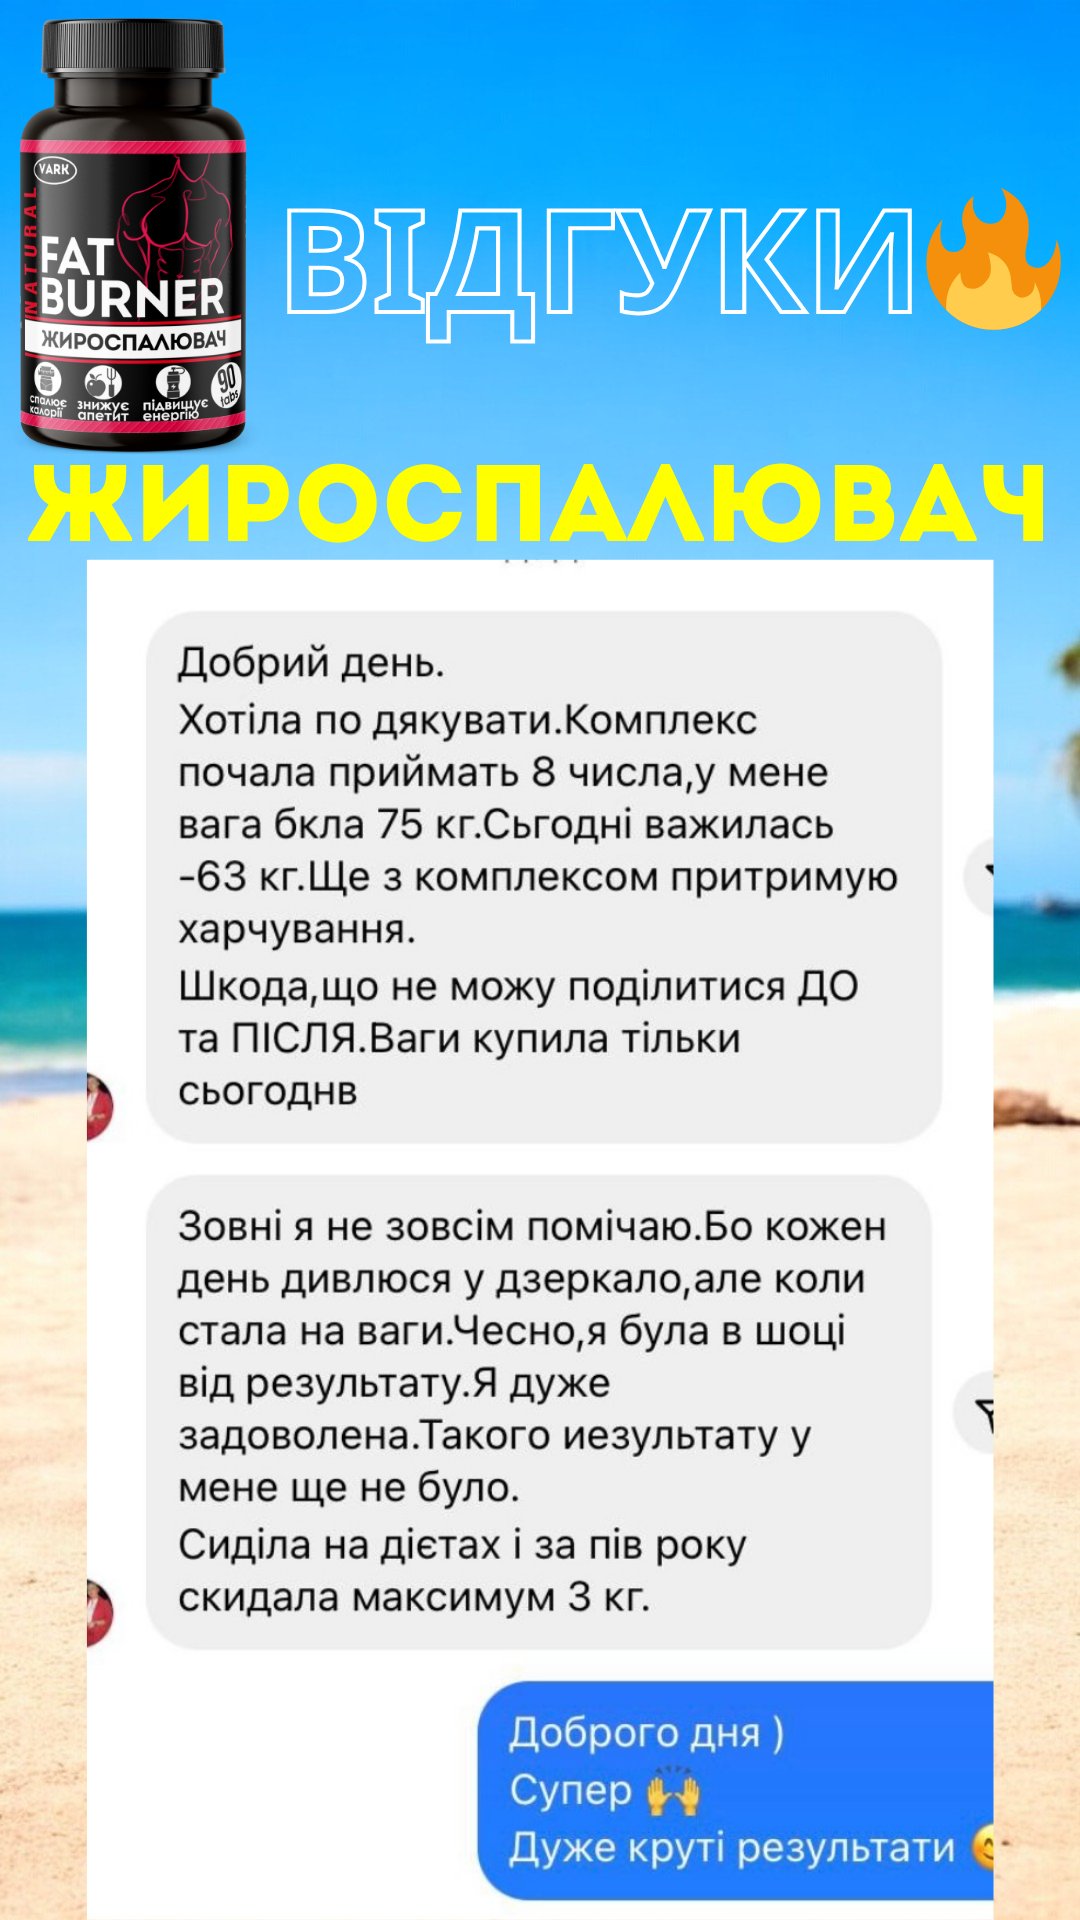 VARK
NATURAL
FAT
BURNER
ЖИРОСПАЛЮВАЧ
спалює
калорії
знижує
апетит
підвищує
енергію
90
tabs
ВІДГУКИ🔥
ЖИРОСПАЛЮВАЧ
Добрий день.
Хотіла по дякувати.Комплекс
почала приймать 8 числа,у мене
вага бкла 75 кг.Сьгодні важилась
-63 кг.Ще з комплексом притримую
харчування.
Шкода,що не можу поділитися ДО
та ПІСЛЯ.Ваги купила тільки
сьогоднв
Зовні я не зовсім помічаю.Бо кожен
день дивлюся у дзеркало,але коли
стала на ваги.Чесно,я була в шоці
від результату.Я дуже
задоволена.Такого иезультату у
мене ще не було.
Сиділа на дієтах і за пів року
скидала максимум 3 кг.
Доброго дня )
Супер 🙌
Дуже круті результати 😊